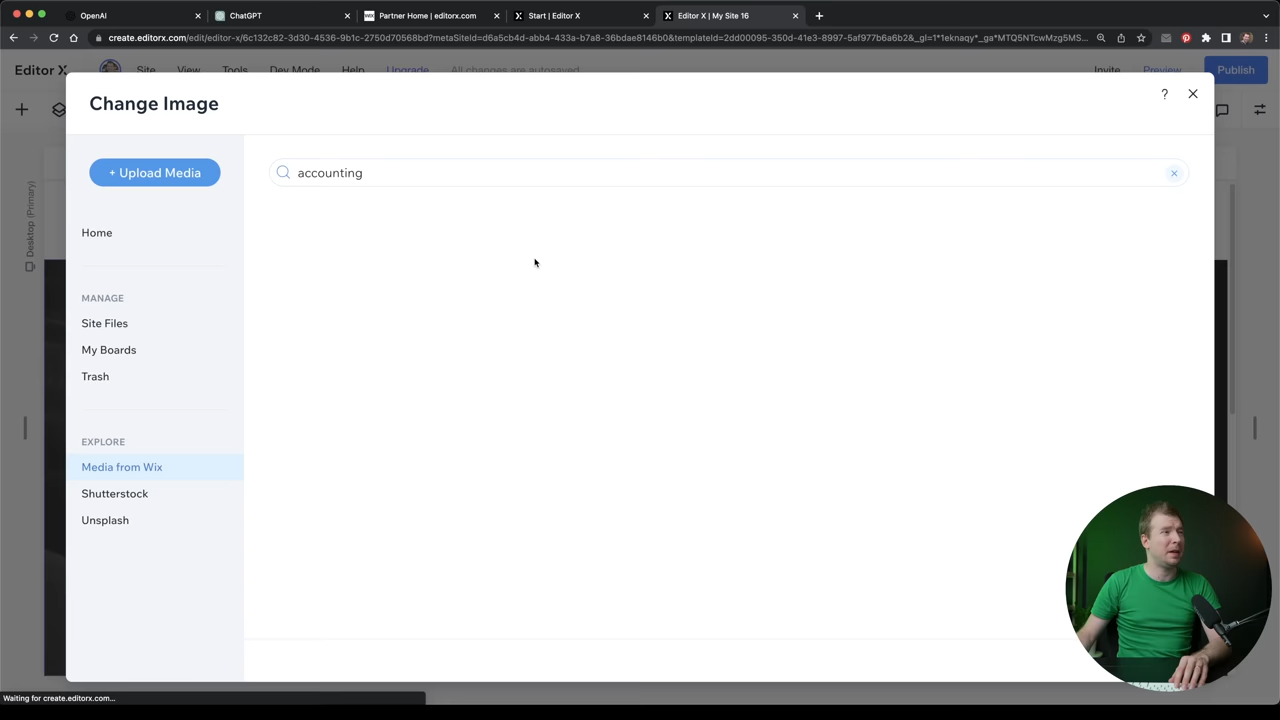 OpenAI
ChatGPT
WIX
Partner Home | editorx.com
Start | Editor X
Editor X | My Site 16
create.editorx.com/edit/editor-x/6c132c82-3d30-4536-9b1c-2750d70568bd?metaSiteId=d6a5cb4d-abb4-433a-b7a8-36bdae8146b0&templateId=2dd00095-350d-41e3-8997-5af977b6a6b2&_gl=1*1eknaqy*_ga*MTQ5NTcwMzg5MS...
Editor X
Site
View
Tools
Dev Mode
Help
Upgrade
All changes are autosaved
Invite
Preview
Publish
Change Image
?
+ Upload Media
accounting
Desktop (Primary)
Home
MANAGE
Site Files
My Boards
Trash
EXPLORE
Media from Wix
Shutterstock
Unsplash
Waiting for create.editorx.com...